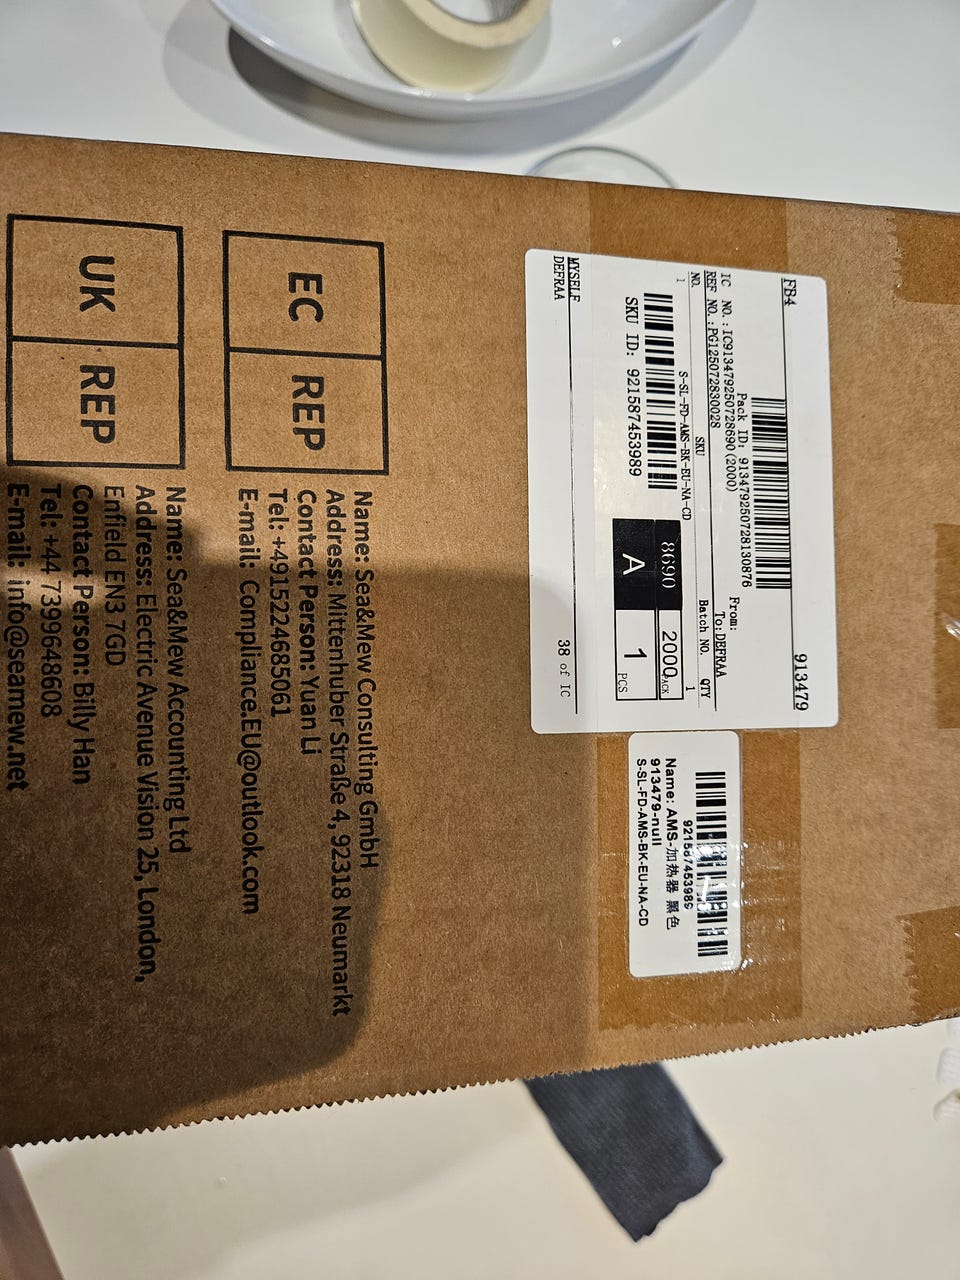 FB4 913479
Pack ID: 913479250728130876
IC NO.:IC913479250728690(2000) From:
REF NO.:PG125072830028 To:DEFRAA
NO. SKU Batch NO. QTY
1 S-SL-FD-AMS-BK-EU-NA-CD 1
SKU ID: 921587453989
8690 2000 PACK
A 1 PCS
MYSELF
DEFRAA 38 of IC
921587453989
Name: AMS-加热器 黑色
913479-null
S-SL-FD-AMS-BK-EU-NA-CD
EC REP
Name: Sea&Mew Consulting GmbH
Address: Mittenhuber Straße 4, 92318 Neumarkt
Contact Person: Yuan Li
Tel: +4915224685061
E-mail: Compliance.EU@outlook.com
UK REP
Name: Sea&Mew Accounting Ltd
Address: Electric Avenue Vision 25, London,
Enfield EN3 7GD
Contact Person: Billy Han
Tel: +44 7399648608
E-mail: info@seamew.net